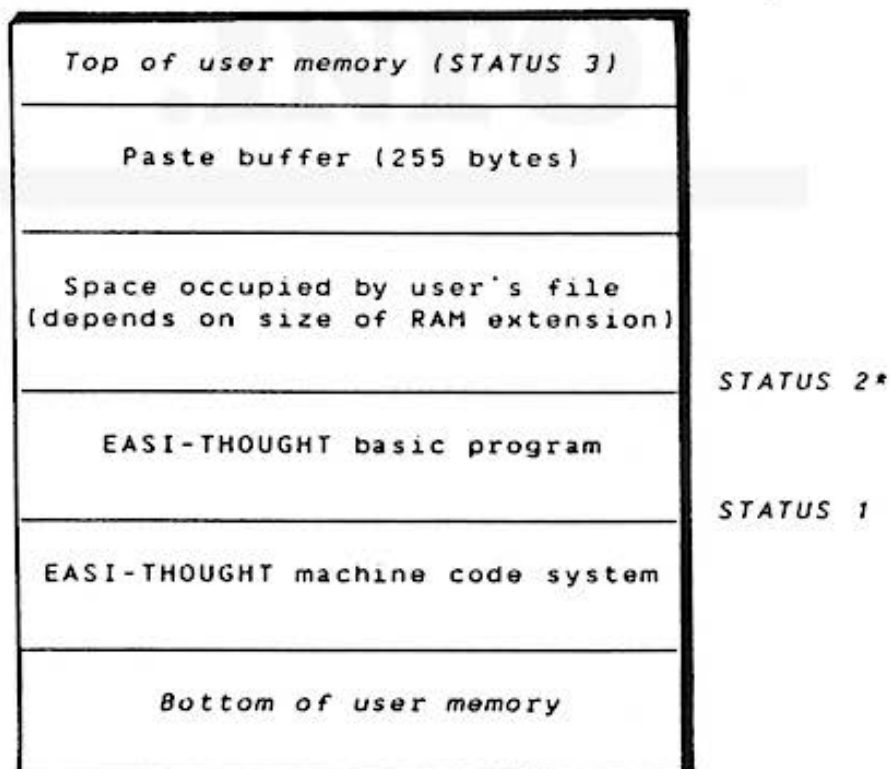 .INFO
Top of user memory (STATUS 3)
Paste buffer (255 bytes)
Space occupied by user's file
(depends on size of RAM extension)
STATUS 2*
EASI-THOUGHT basic program
STATUS 1
EASI-THOUGHT machine code system
Bottom of user memory